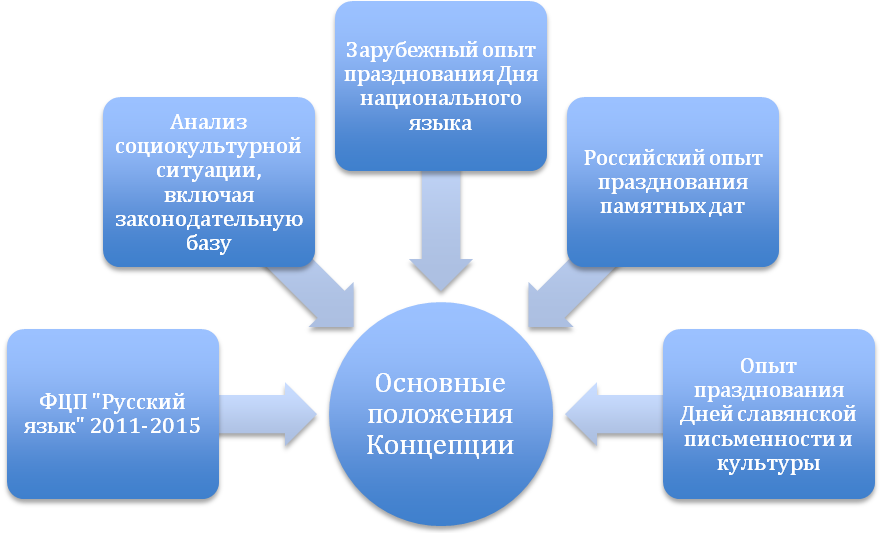 Зарубежный опыт
празднования Дня
национального
языка
Анализ
социокультурной
ситуации,
включая
законодательную
базу
Российский опыт
празднования
памятных дат
ФЦП "Русский
язык" 2011-2015
Основные
положения
Концепции
Опыт
празднования
Дней славянской
письменности и
культуры